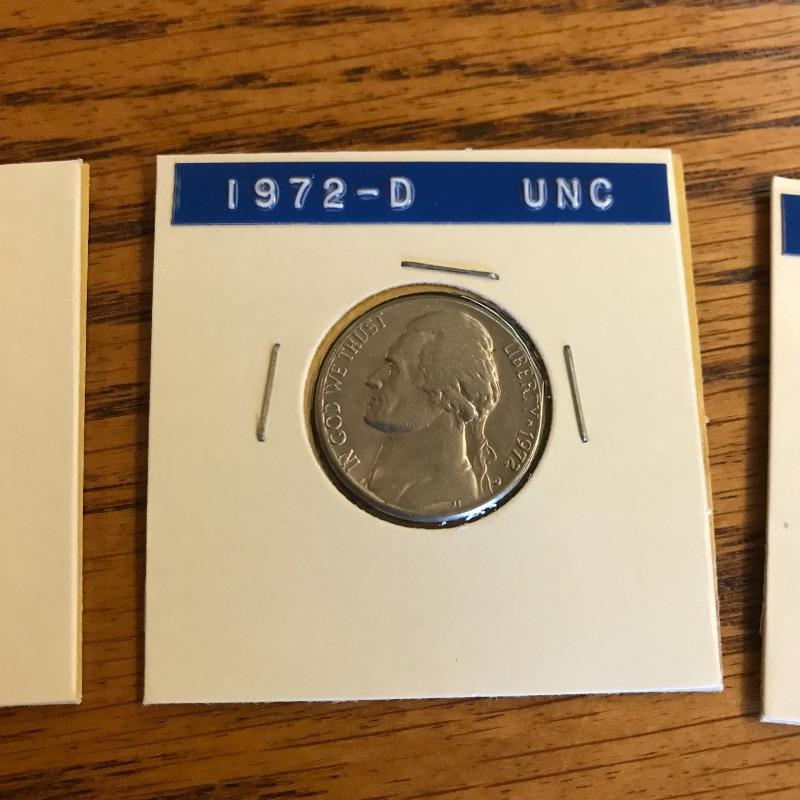 1972-D UNC
IN GOD WE TRUST
LIBERTY ★ 1972
D